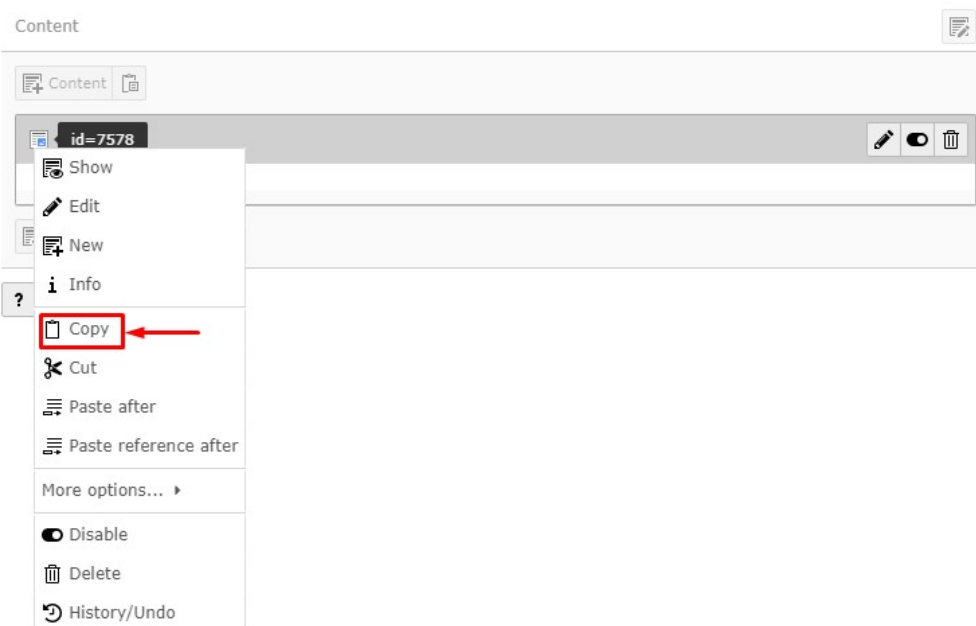 Content
Content
id=7578
Show
Edit
New
i Info
?
Copy
Cut
Paste after
Paste reference after
More options...
Disable
Delete
History/Undo